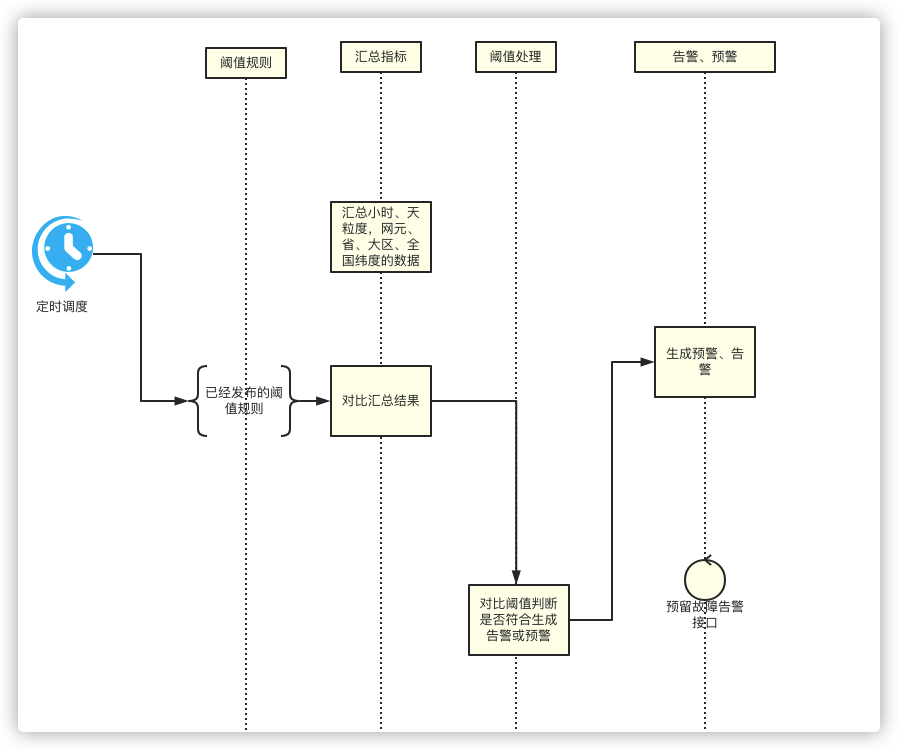 阈值规则
汇总指标
阈值处理
告警、预警
汇总小时、天
粒度，网元、
省、大区、全
国纬度的数据
定时调度
生成预警、告
警
已经发布的阈
值规则
对比汇总结果
对比阈值判断
是否符合生成
告警或预警
预留故障告警
接口